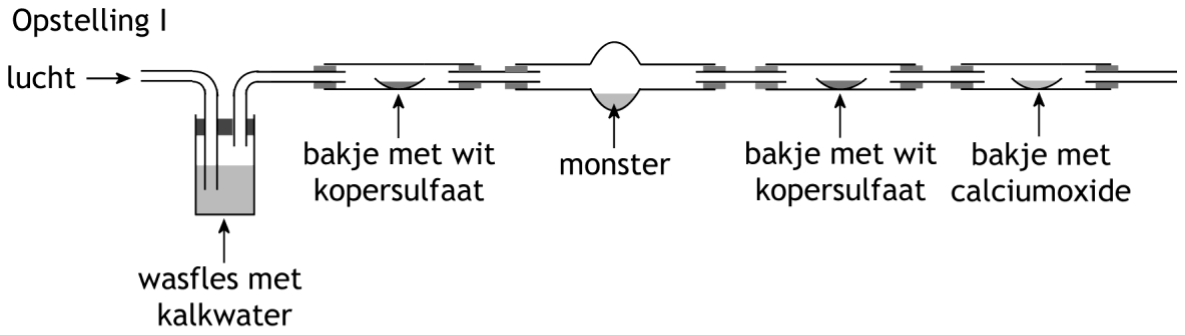 Opstelling I
lucht
bakje met wit
kopersulfaat
monster
bakje met wit
kopersulfaat
bakje met
calciumoxide
wasfles met
kalkwater